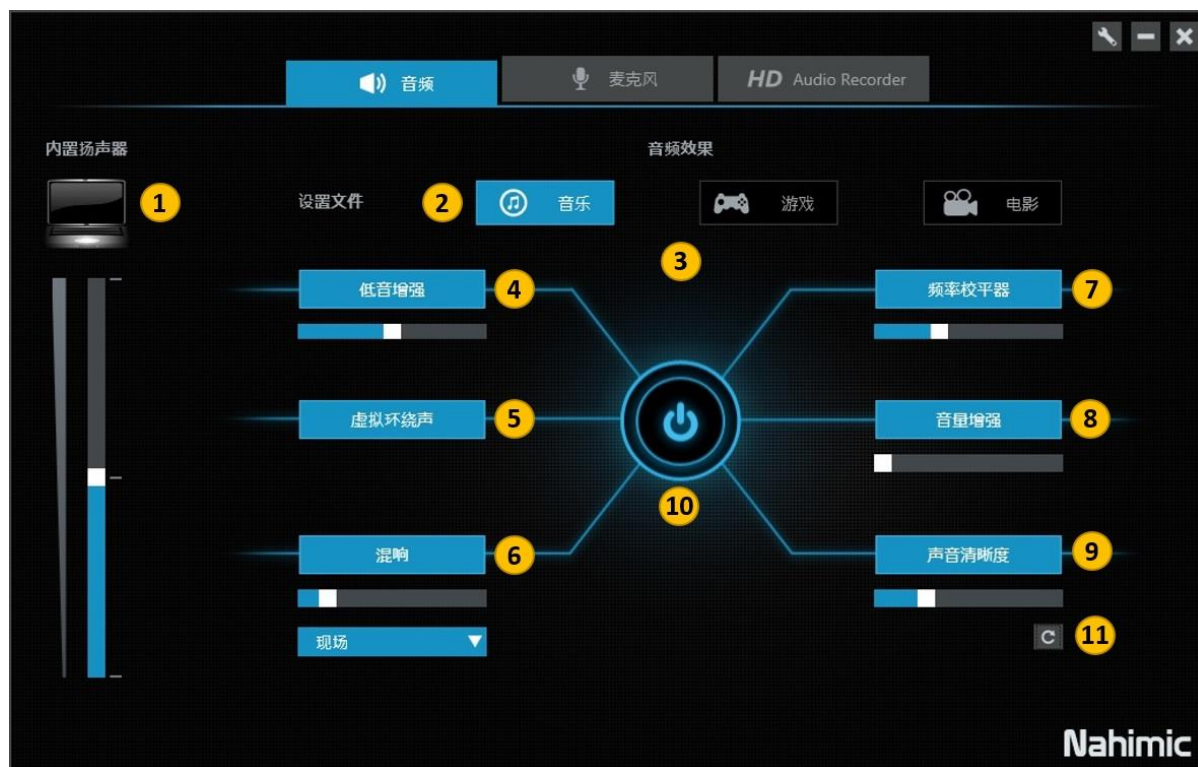 音频
麦克风
HD Audio Recorder
内置扬声器
音频效果
1
设置文件
2
音乐
游戏
电影
3
低音增强
4
频率校平器
7
虚拟环绕声
5
音量增强
8
10
混响
6
声音清晰度
9
现场
11
Nahimic